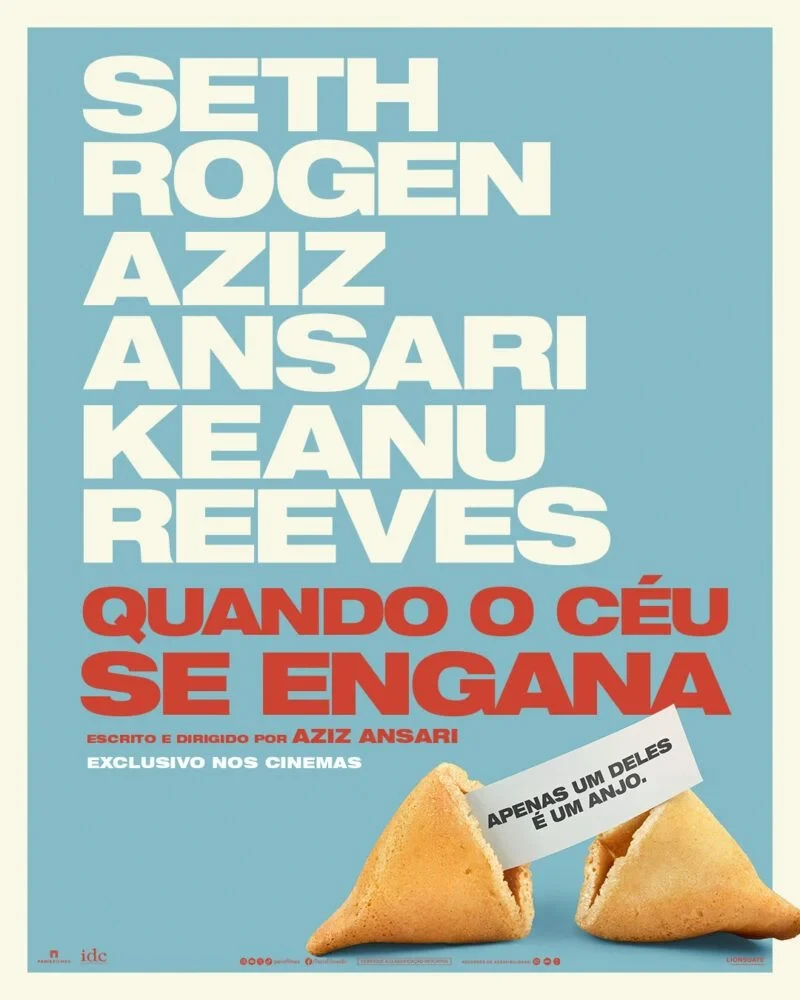 SETH
ROGEN
AZIZ
ANSARI
KEANU
REEVES
QUANDO O CÉU
SE ENGANA
ESCRITO E DIRIGIDO POR AZIZ ANSARI
EXCLUSIVO NOS CINEMAS
APENAS UM DELES
É UM ANJO.
idc
LIONSGATE